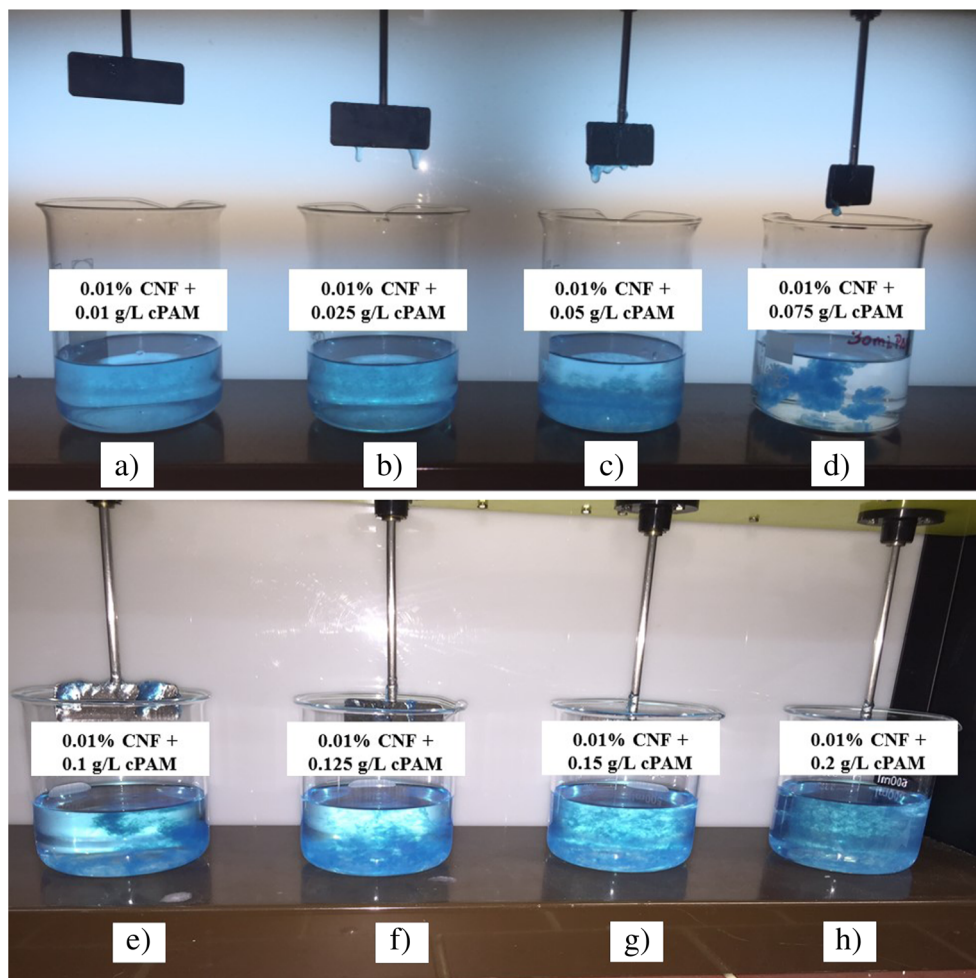 0.01% CNF +
0.01 g/L cPAM
0.01% CNF +
0.025 g/L cPAM
0.01% CNF +
0.05 g/L cPAM
0.01% CNF +
0.075 g/L cPAM
a)
b)
c)
d)
0.01% CNF +
0.1 g/L cPAM
0.01% CNF +
0.125 g/L cPAM
0.01% CNF +
0.15 g/L cPAM
0.01% CNF +
0.2 g/L cPAM
e)
f)
g)
h)